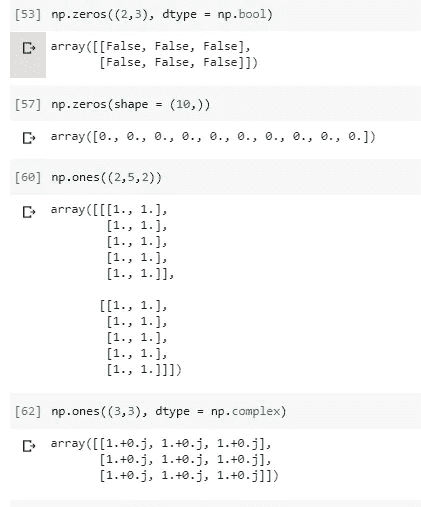 [53] np.zeros((2,3), dtype = np.bool)
array([[False, False, False],
       [False, False, False]])
[57] np.zeros(shape = (10,))
array([0., 0., 0., 0., 0., 0., 0., 0., 0., 0.])
[60] np.ones((2,5,2))
array([[[1., 1.],
        [1., 1.],
        [1., 1.],
        [1., 1.],
        [1., 1.]],
       [[1., 1.],
        [1., 1.],
        [1., 1.],
        [1., 1.],
        [1., 1.]]])
[62] np.ones((3,3), dtype = np.complex)
array([[1.+0.j, 1.+0.j, 1.+0.j],
       [1.+0.j, 1.+0.j, 1.+0.j],
       [1.+0.j, 1.+0.j, 1.+0.j]])